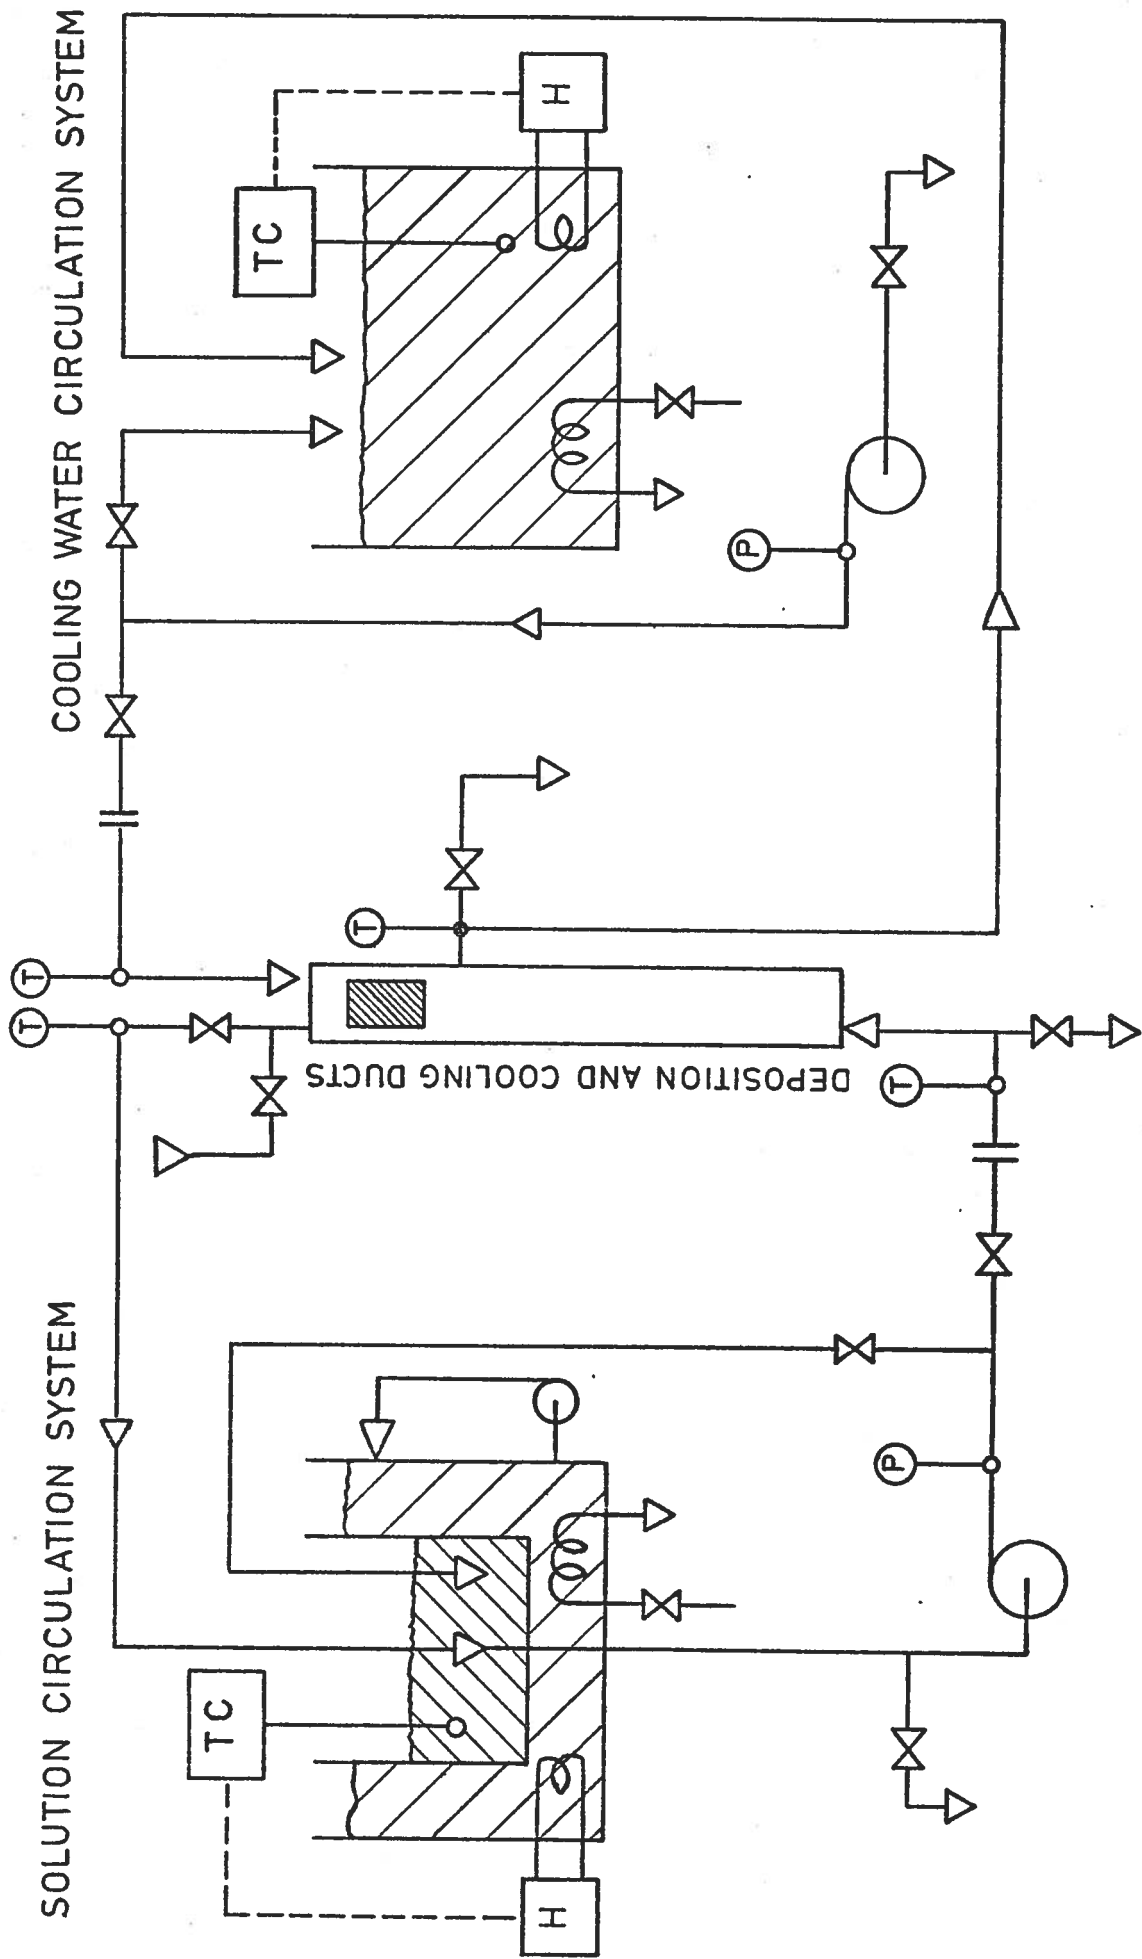 SOLUTION CIRCULATION SYSTEM
COOLING WATER CIRCULATION SYSTEM
T
T
TC
TC
T
H
H
DEPOSITION AND COOLING DUCTS
P
P
T